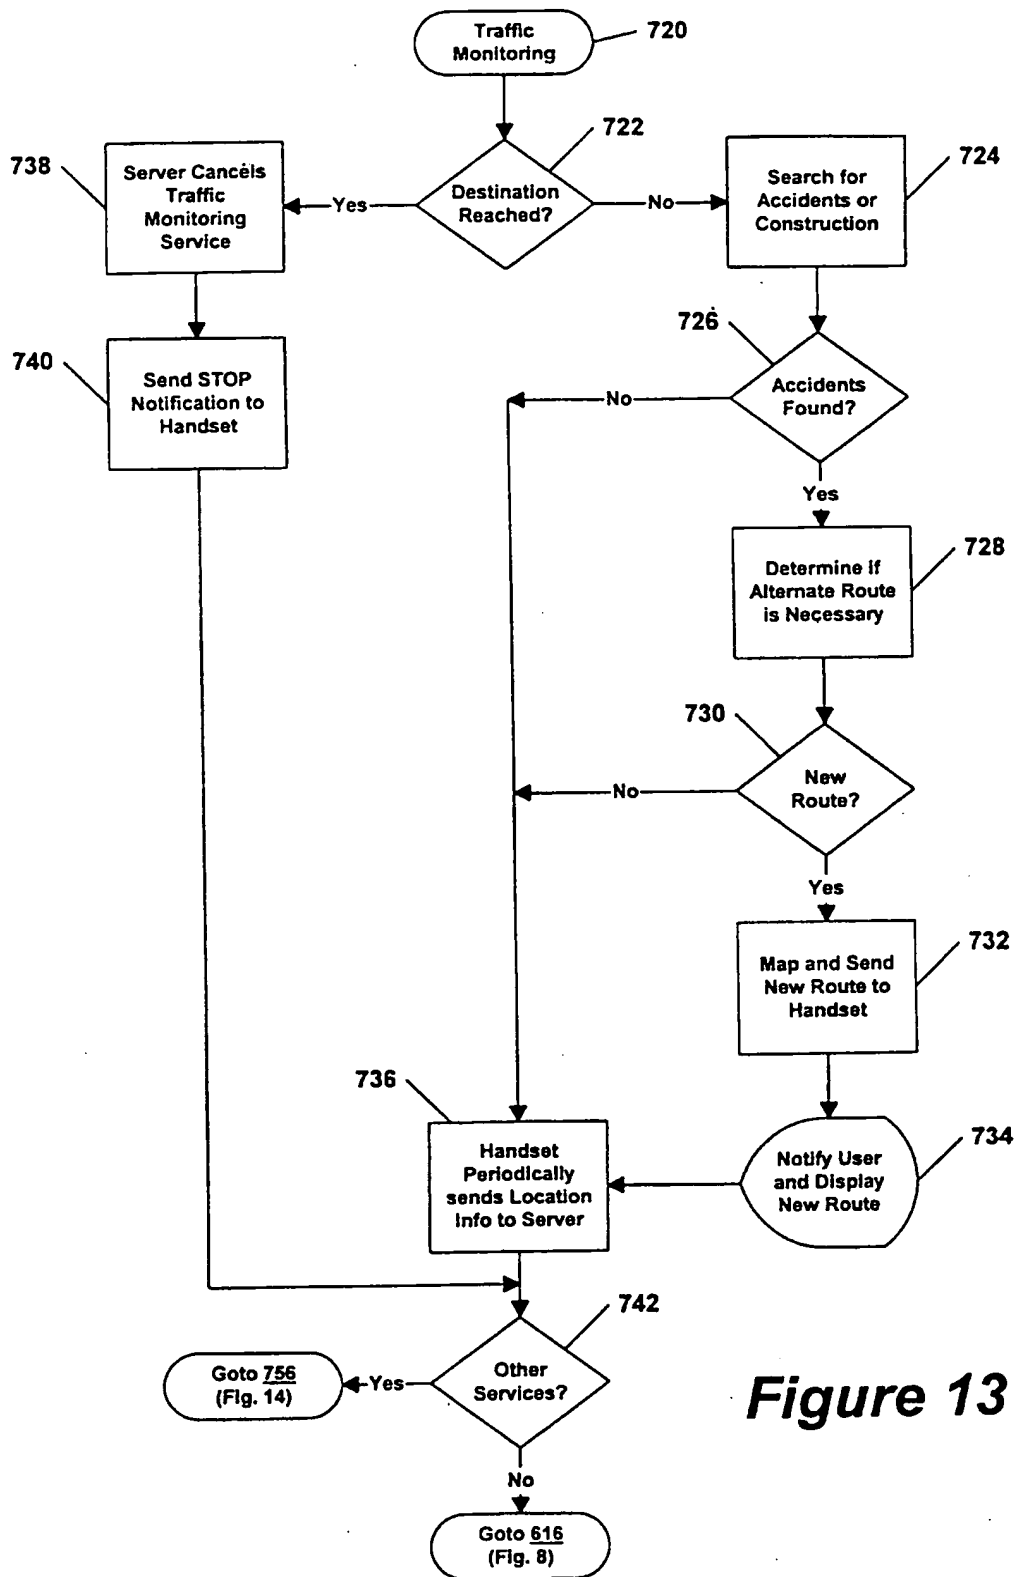 Traffic
Monitoring
720
722
Destination
Reached?
Yes
No
738
Server Cancels
Traffic
Monitoring
Service
724
Search for
Accidents or
Construction
740
Send STOP
Notification to
Handset
726
Accidents
Found?
No
Yes
728
Determine if
Alternate Route
is Necessary
730
New
Route?
No
Yes
732
Map and Send
New Route to
Handset
734
Notify User
and Display
New Route
736
Handset
Periodically
sends Location
Info to Server
742
Other
Services?
Yes
Goto 756
(Fig. 14)
No
Goto 616
(Fig. 8)
Figure 13